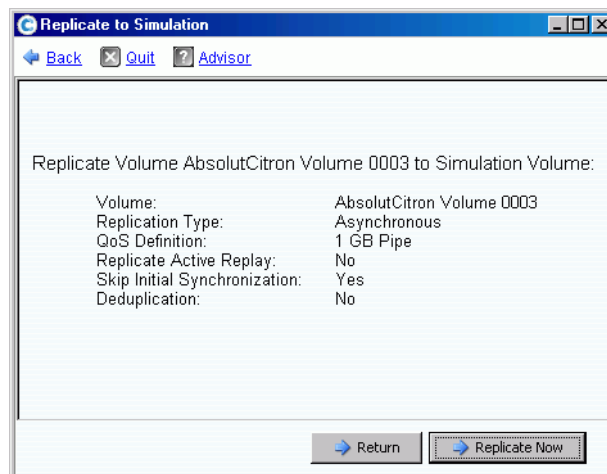 Replicate to Simulation
Back Quit Advisor
Replicate Volume AbsolutCitron Volume 0003 to Simulation Volume:
Volume: AbsolutCitron Volume 0003
Replication Type: Asynchronous
QoS Definition: 1 GB Pipe
Replicate Active Replay: No
Skip Initial Synchronization: Yes
Deduplication: No
Return Replicate Now